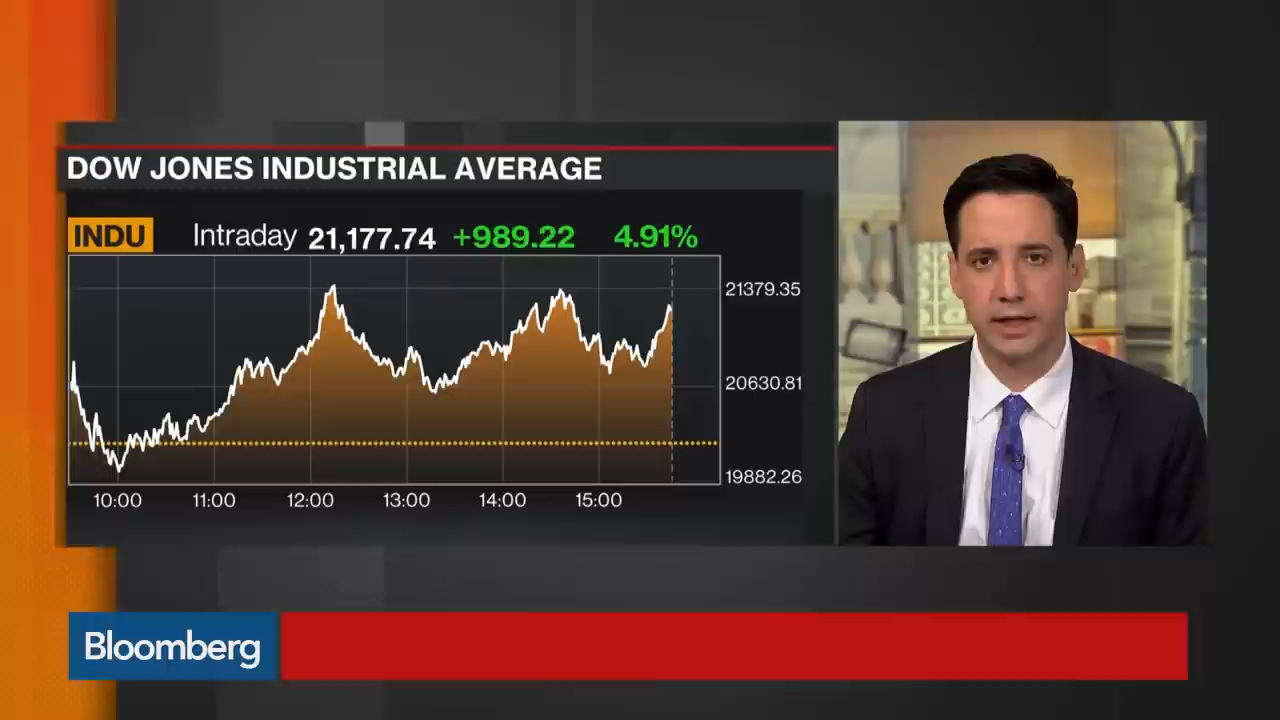 DOW JONES INDUSTRIAL AVERAGE
INDU Intraday 21,177.74 +989.22 4.91%
21379.35
20630.81
19882.26
10:00 11:00 12:00 13:00 14:00 15:00
Bloomberg